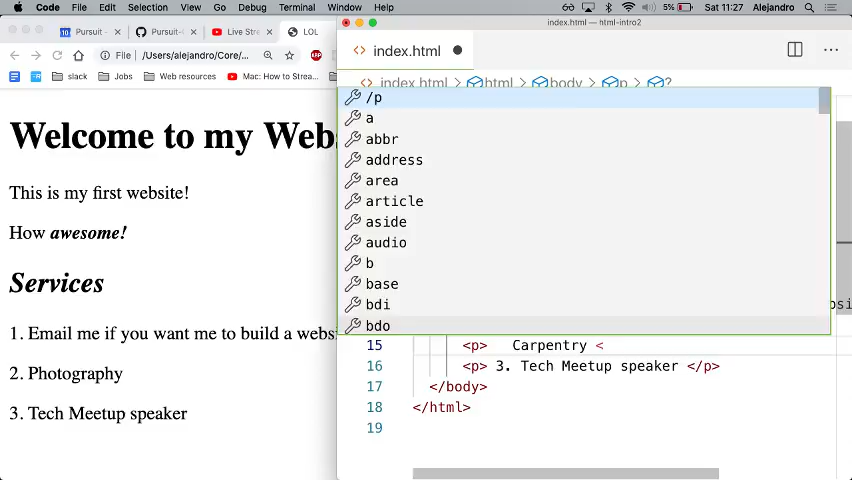 Code File Edit Selection View Go Debug Terminal Window Help 5% Sat 11:27 Alejandro
Pursuit - Pursuit-C Live Stre LOL
File /Users/alejandro/Core/... ABP
slack Jobs Web resources Mac: How to Strea
Welcome to my Webs
This is my first website!
How awesome!
Services
1. Email me if you want me to build a websi
2. Photography
3. Tech Meetup speaker
index.html — html-intro2
index.html
index.html > html > body > p > ?
/p
a
abbr
address
area
article
aside
audio
b
base
bdi
bdo
15 <p> Carpentry <
16 <p> 3. Tech Meetup speaker </p>
17 </body>
18 </html>
19